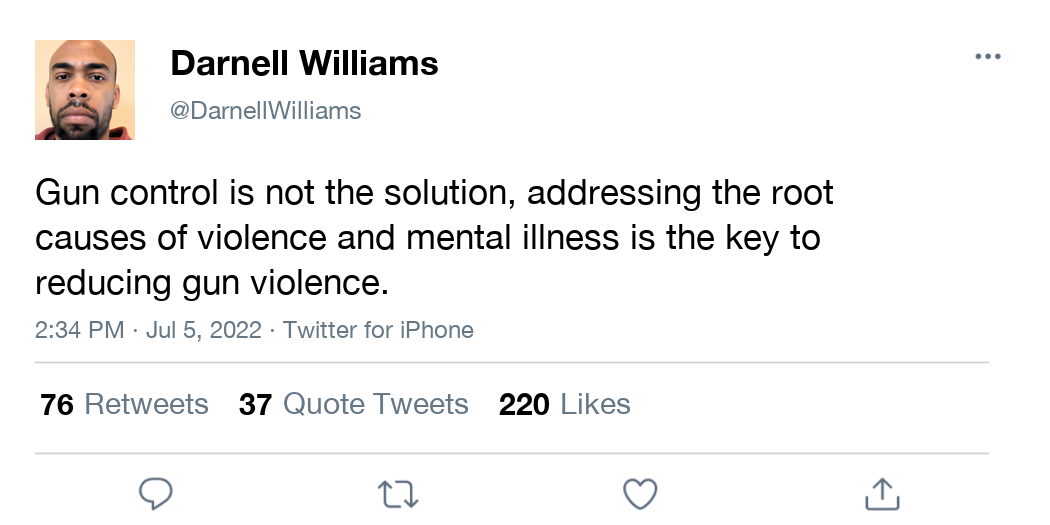 Darnell Williams
@DarnellWilliams
Gun control is not the solution, addressing the root
causes of violence and mental illness is the key to
reducing gun violence.
2:34 PM · Jul 5, 2022 · Twitter for iPhone
76 Retweets 37 Quote Tweets 220 Likes